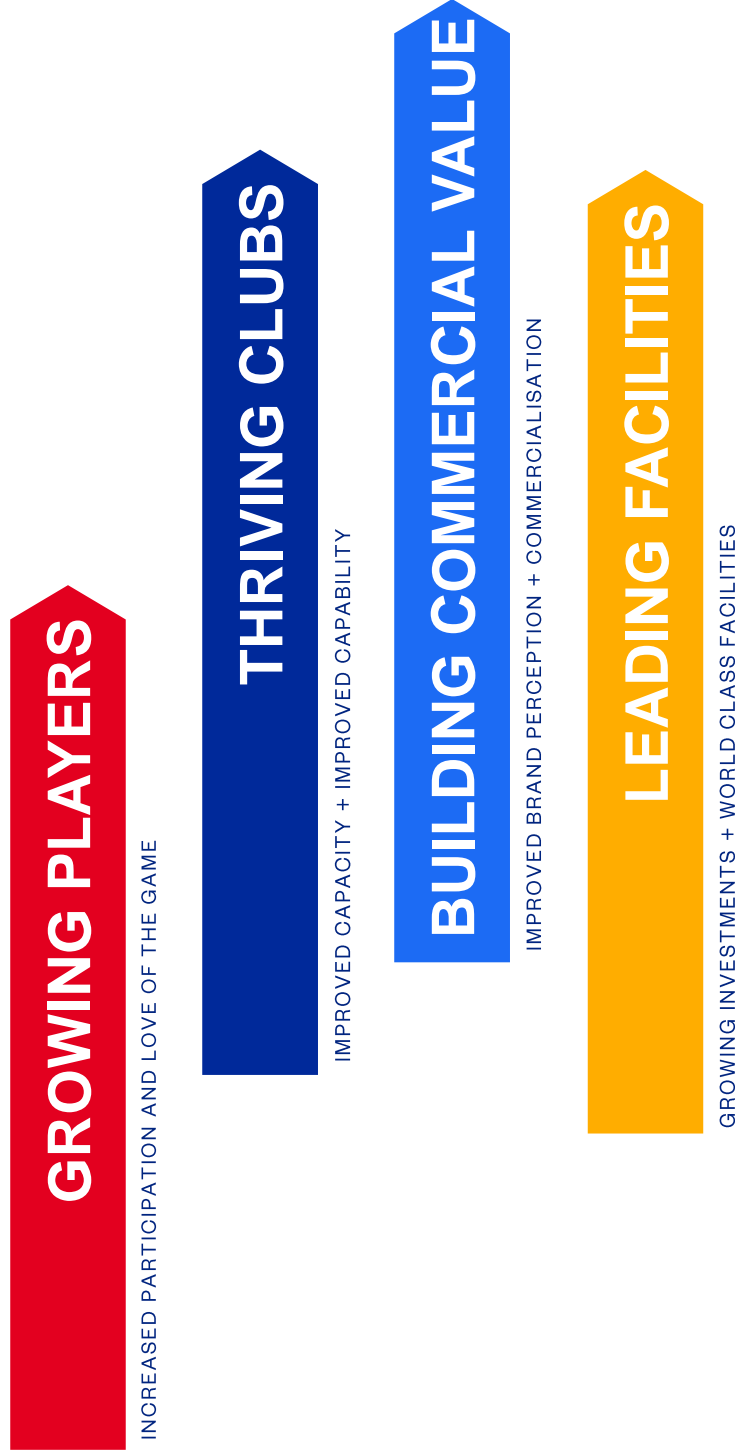 GROWING PLAYERS
INCREASED PARTICIPATION AND LOVE OF THE GAME
THRIVING CLUBS
IMPROVED CAPACITY + IMPROVED CAPABILITY
BUILDING COMMERCIAL VALUE
IMPROVED BRAND PERCEPTION + COMMERCIALISATION
LEADING FACILITIES
GROWING INVESTMENTS + WORLD CLASS FACILITIES